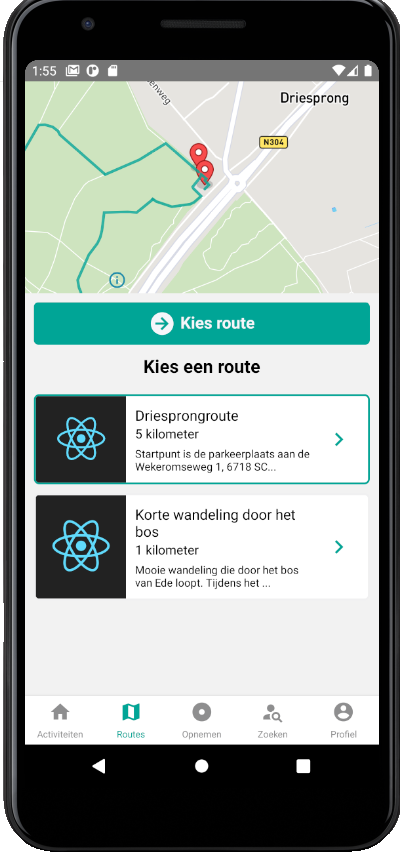 1:55
enweg
Driesprong
N304
Kies route
Kies een route
Driesprongroute
5 kilometer
Startpunt is de parkeerplaats aan de
Wekeromseweg 1, 6718 SC...
Korte wandeling door het
bos
1 kilometer
Mooie wandeling die door het bos
van Ede loopt. Tijdens het ...
Activiteiten
Routes
Opnemen
Zoeken
Profiel